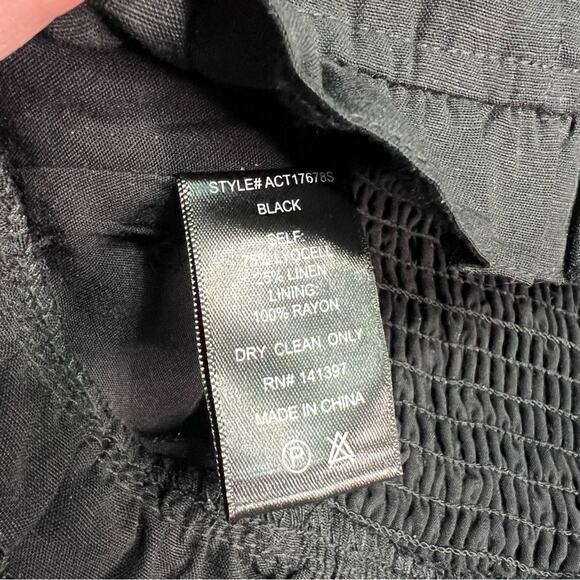 STYLE# ACT17678S
BLACK
SELF:
75% LYOCELL
25% LINEN
LINING:
100% RAYON
DRY CLEAN ONLY
RN# 141397
MADE IN CHINA
P